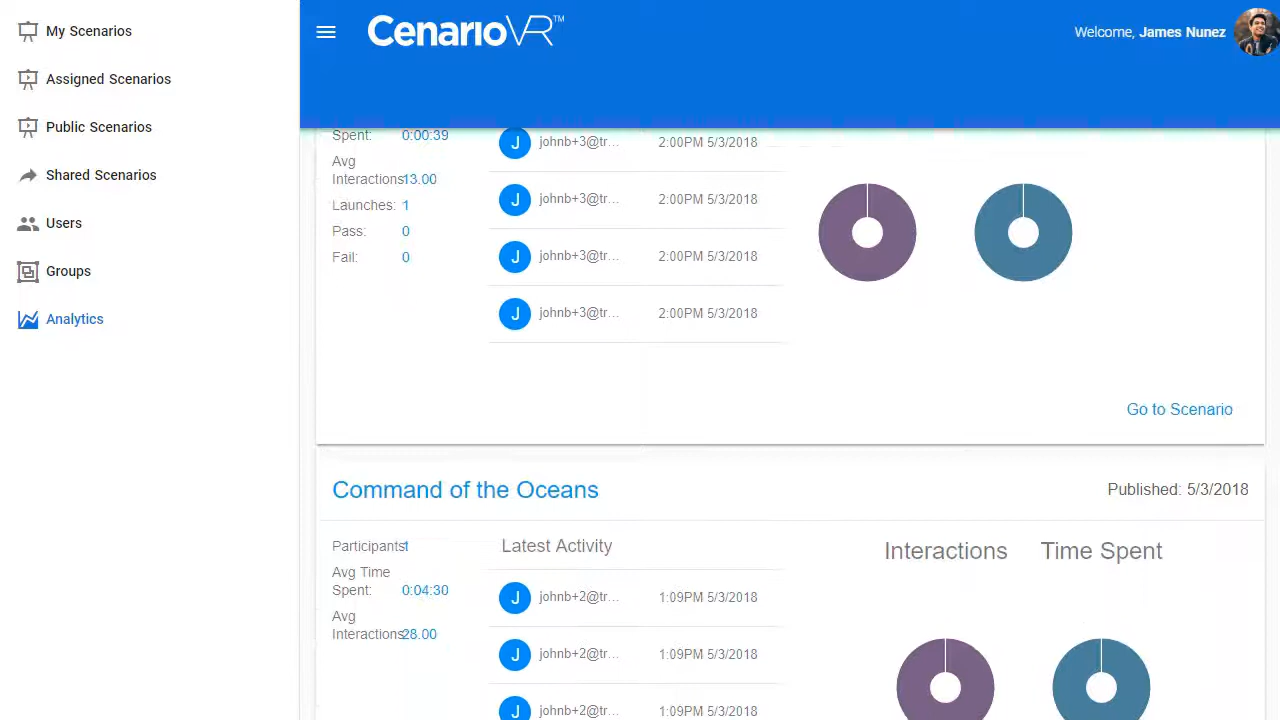 My Scenarios
Assigned Scenarios
Public Scenarios
Shared Scenarios
Users
Groups
Analytics
CenarioVR™
Welcome, James Nunez
Spent: 0:00:39
Avg
Interactions 13.00
Launches: 1
Pass: 0
Fail: 0
J johnb+3@tr... 2:00PM 5/3/2018
J johnb+3@tr... 2:00PM 5/3/2018
J johnb+3@tr... 2:00PM 5/3/2018
J johnb+3@tr... 2:00PM 5/3/2018
Go to Scenario
Command of the Oceans
Published: 5/3/2018
Participants 1
Avg Time
Spent: 0:04:30
Avg
Interactions 28.00
Latest Activity
J johnb+2@tr... 1:09PM 5/3/2018
J johnb+2@tr... 1:09PM 5/3/2018
J johnb+2@tr... 1:09PM 5/3/2018
Interactions
Time Spent